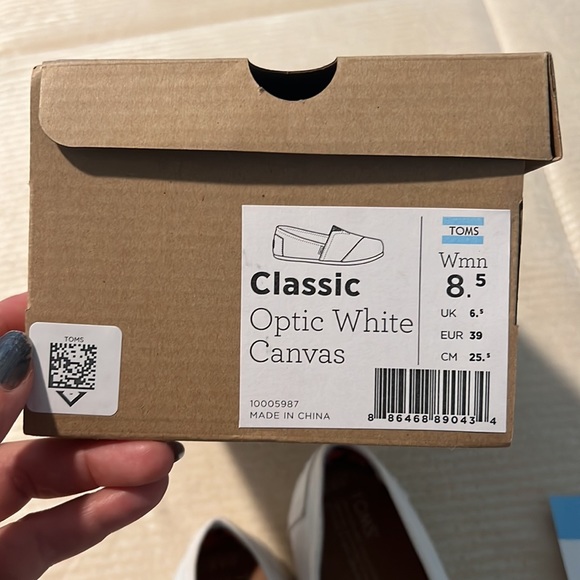 TOMS
Classic
Optic White
Canvas
10005987
MADE IN CHINA
TOMS
Wmn
8.5
UK 6.5
EUR 39
CM 25.5
8 86468 89043 4
TOMS